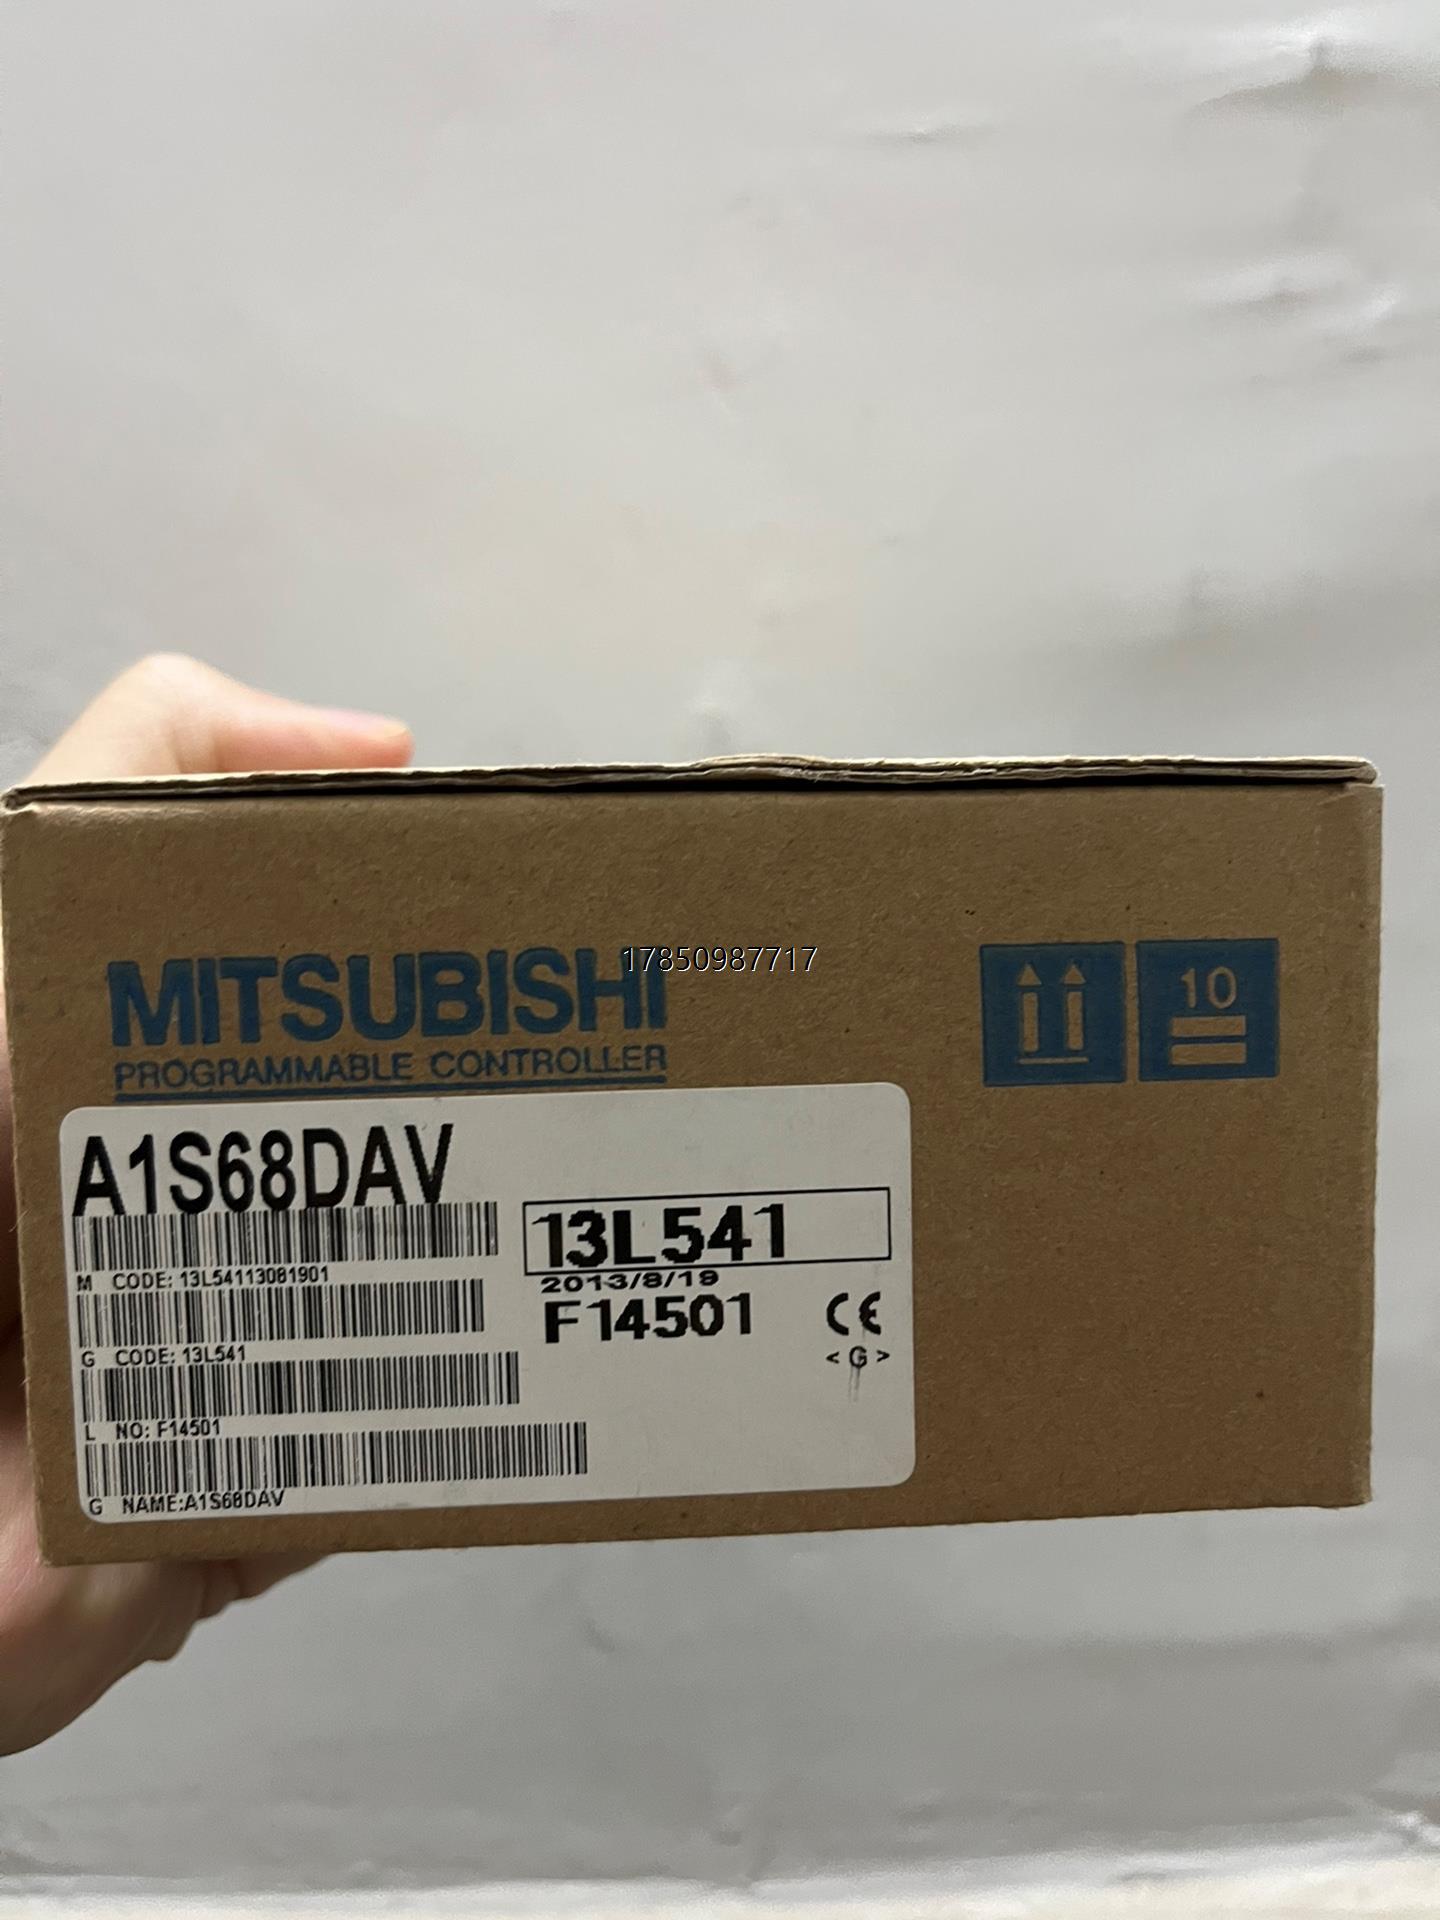 17850987717
MITSUBISHI
PROGRAMMABLE CONTROLLER
10
A1S68DAV
13L541
M CODE: 13L54113081901
2013/8/19
F14501
CE
G CODE: 13L541
<G>
L NO: F14501
G NAME:A1S68DAV